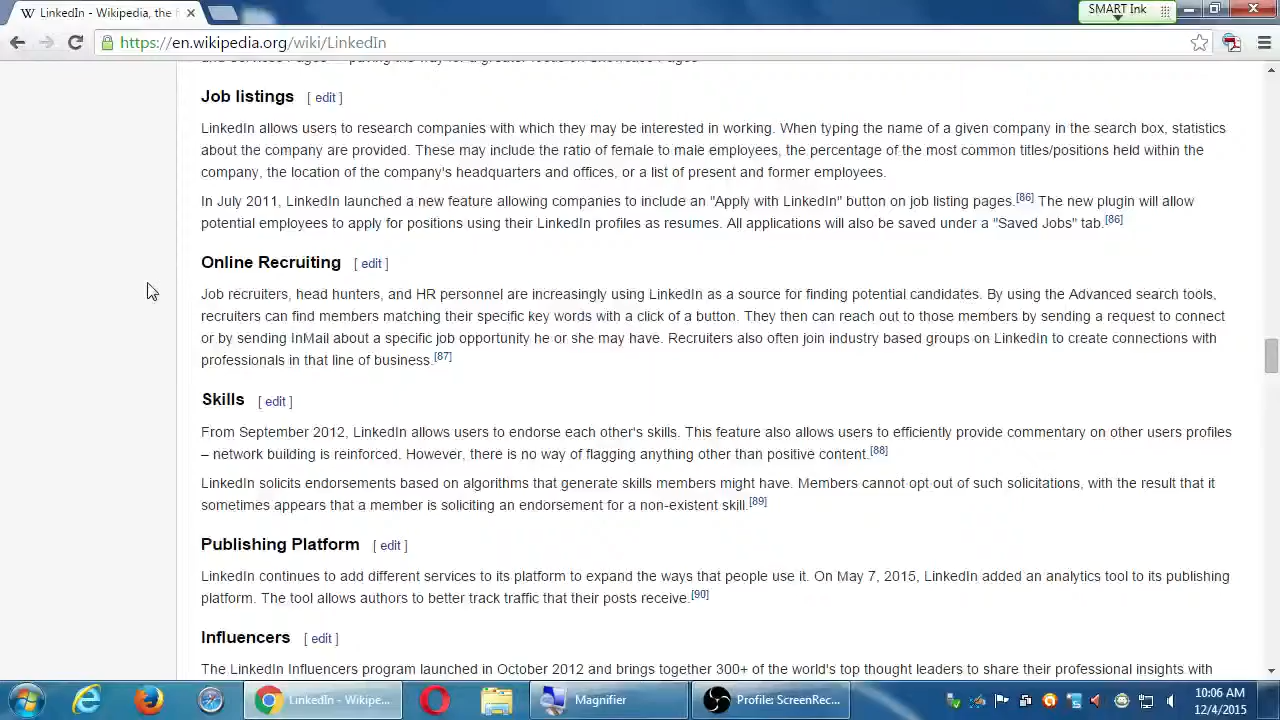 LinkedIn - Wikipedia, the f
SMART Ink
https://en.wikipedia.org/wiki/LinkedIn
Job listings [ edit ]
LinkedIn allows users to research companies with which they may be interested in working. When typing the name of a given company in the search box, statistics
about the company are provided. These may include the ratio of female to male employees, the percentage of the most common titles/positions held within the
company, the location of the company's headquarters and offices, or a list of present and former employees.
In July 2011, LinkedIn launched a new feature allowing companies to include an "Apply with LinkedIn" button on job listing pages.[86] The new plugin will allow
potential employees to apply for positions using their LinkedIn profiles as resumes. All applications will also be saved under a "Saved Jobs" tab.[86]
Online Recruiting [ edit ]
Job recruiters, head hunters, and HR personnel are increasingly using LinkedIn as a source for finding potential candidates. By using the Advanced search tools,
recruiters can find members matching their specific key words with a click of a button. They then can reach out to those members by sending a request to connect
or by sending InMail about a specific job opportunity he or she may have. Recruiters also often join industry based groups on LinkedIn to create connections with
professionals in that line of business.[87]
Skills [ edit ]
From September 2012, LinkedIn allows users to endorse each other's skills. This feature also allows users to efficiently provide commentary on other users profiles
– network building is reinforced. However, there is no way of flagging anything other than positive content.[88]
LinkedIn solicits endorsements based on algorithms that generate skills members might have. Members cannot opt out of such solicitations, with the result that it
sometimes appears that a member is soliciting an endorsement for a non-existent skill.[89]
Publishing Platform [ edit ]
LinkedIn continues to add different services to its platform to expand the ways that people use it. On May 7, 2015, LinkedIn added an analytics tool to its publishing
platform. The tool allows authors to better track traffic that their posts receive.[90]
Influencers [ edit ]
The LinkedIn Influencers program launched in October 2012 and brings together 300+ of the world's top thought leaders to share their professional insights with
LinkedIn - Wikipe...
Magnifier
Profile: ScreenRec...
10:06 AM
12/4/2015